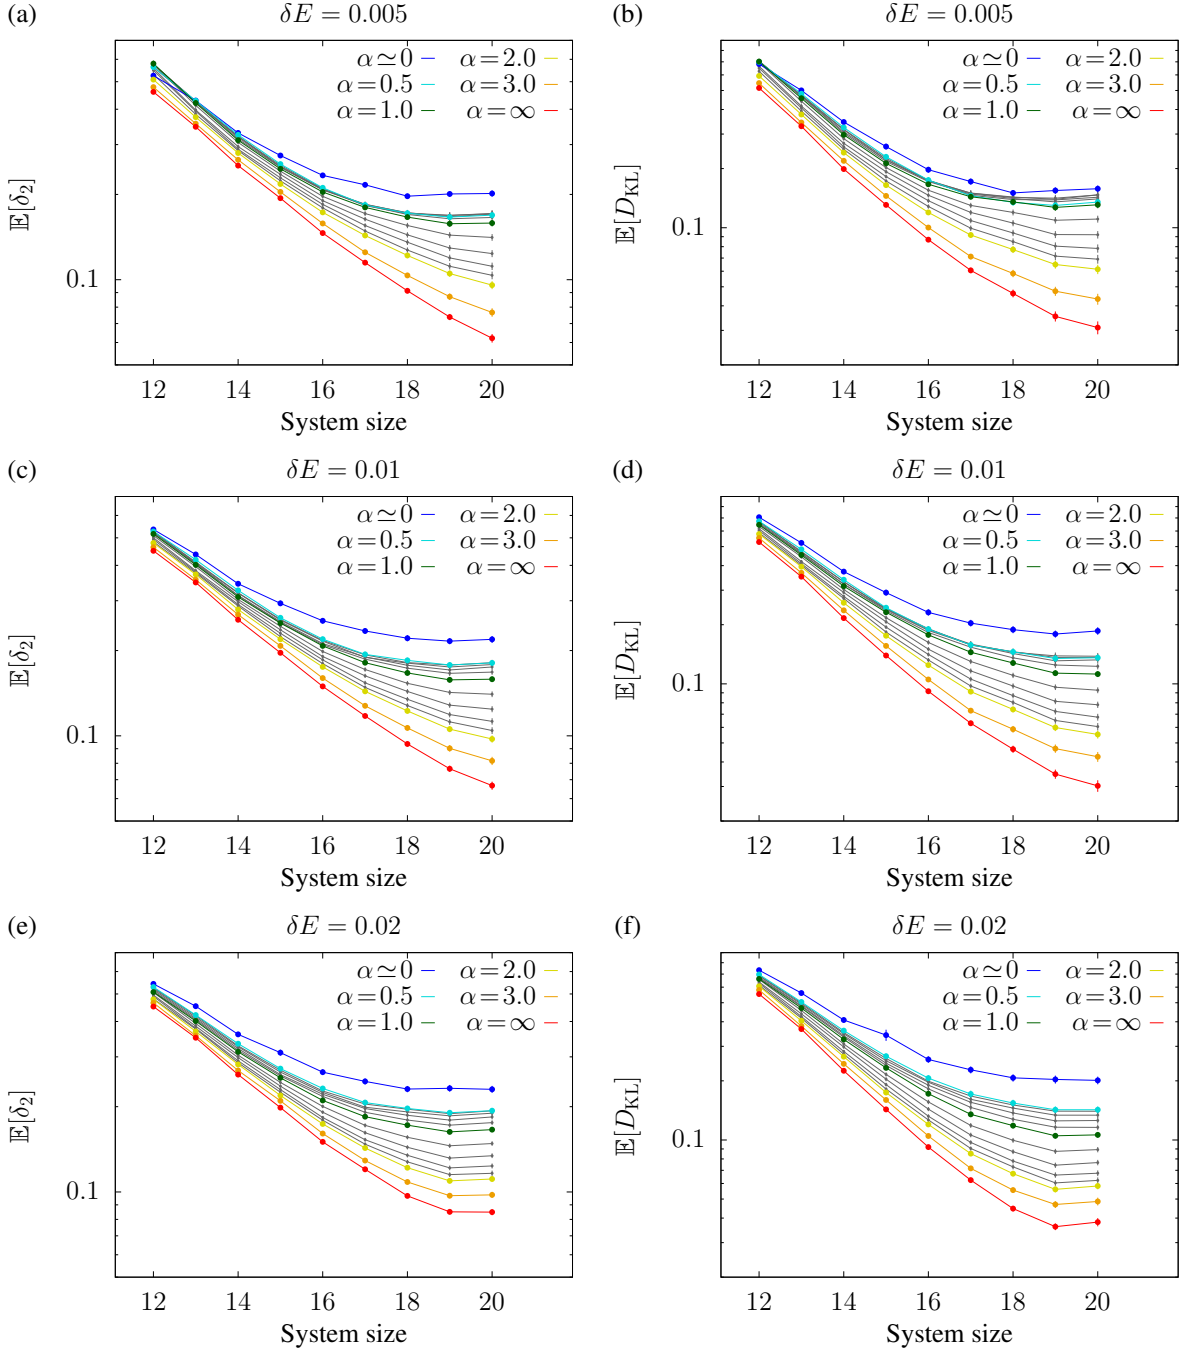 (a) δE = 0.005
α≃0 α=2.0
α=0.5 α=3.0
α=1.0 α=∞
𝔼[δ₂]
0.1
12 14 16 18 20
System size
(b) δE = 0.005
α≃0 α=2.0
α=0.5 α=3.0
α=1.0 α=∞
𝔼[D_KL]
0.1
12 14 16 18 20
System size
(c) δE = 0.01
α≃0 α=2.0
α=0.5 α=3.0
α=1.0 α=∞
𝔼[δ₂]
0.1
12 14 16 18 20
System size
(d) δE = 0.01
α≃0 α=2.0
α=0.5 α=3.0
α=1.0 α=∞
𝔼[D_KL]
0.1
12 14 16 18 20
System size
(e) δE = 0.02
α≃0 α=2.0
α=0.5 α=3.0
α=1.0 α=∞
𝔼[δ₂]
0.1
12 14 16 18 20
System size
(f) δE = 0.02
α≃0 α=2.0
α=0.5 α=3.0
α=1.0 α=∞
𝔼[D_KL]
0.1
12 14 16 18 20
System size